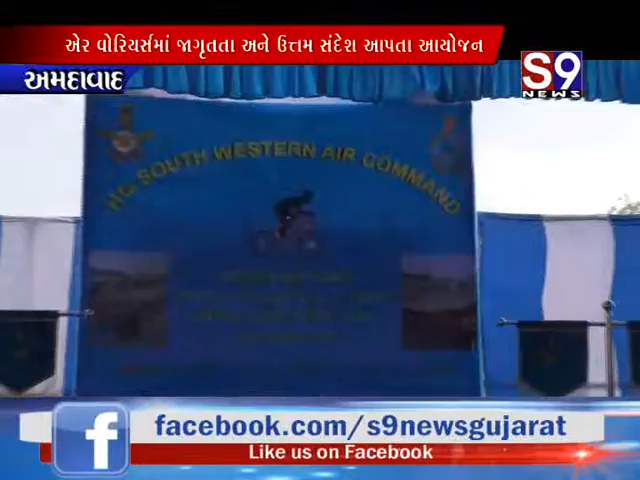 એર વોરિયર્સમાં જાગૃતતા અને ઉત્તમ સંદેશ આપતા આયોજન
અમદાવાદ
S9
NEWS
HQ SOUTH WESTERN AIR COMMAND
facebook.com/s9newsgujarat
Like us on Facebook